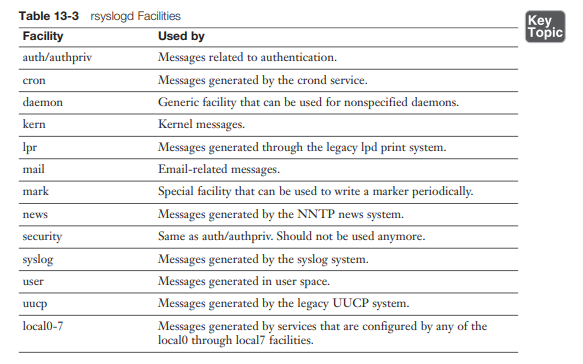 Table 13-3 rsyslogd Facilities
Key
Topic
Facility Used by
auth/authpriv Messages related to authentication.
cron Messages generated by the crond service.
daemon Generic facility that can be used for nonspecified daemons.
kern Kernel messages.
lpr Messages generated through the legacy lpd print system.
mail Email-related messages.
mark Special facility that can be used to write a marker periodically.
news Messages generated by the NNTP news system.
security Same as auth/authpriv. Should not be used anymore.
syslog Messages generated by the syslog system.
user Messages generated in user space.
uucp Messages generated by the legacy UUCP system.
local0-7 Messages generated by services that are configured by any of the
local0 through local7 facilities.